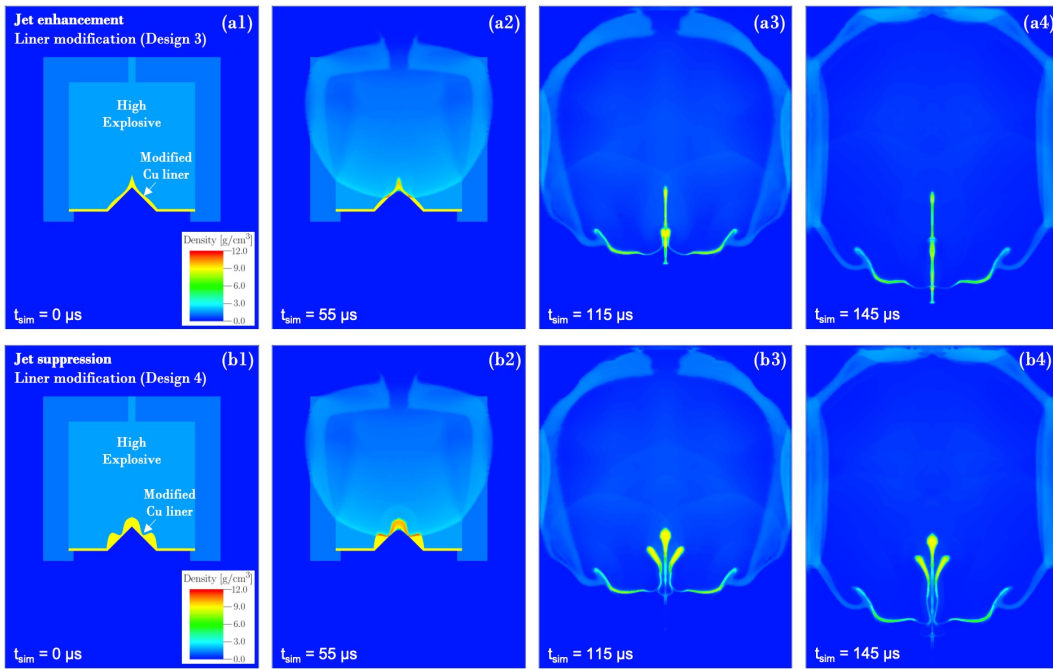 Jet enhancement
Liner modification (Design 3)
(a1)
High
Explosive
Modified
Cu liner
Density [g/cm³]
12.0
9.0
6.0
3.0
0.0
t_sim = 0 µs
(a2)
t_sim = 55 µs
(a3)
t_sim = 115 µs
(a4)
t_sim = 145 µs
Jet suppression
Liner modification (Design 4)
(b1)
High
Explosive
Modified
Cu liner
Density [g/cm³]
12.0
9.0
6.0
3.0
0.0
t_sim = 0 µs
(b2)
t_sim = 55 µs
(b3)
t_sim = 115 µs
(b4)
t_sim = 145 µs